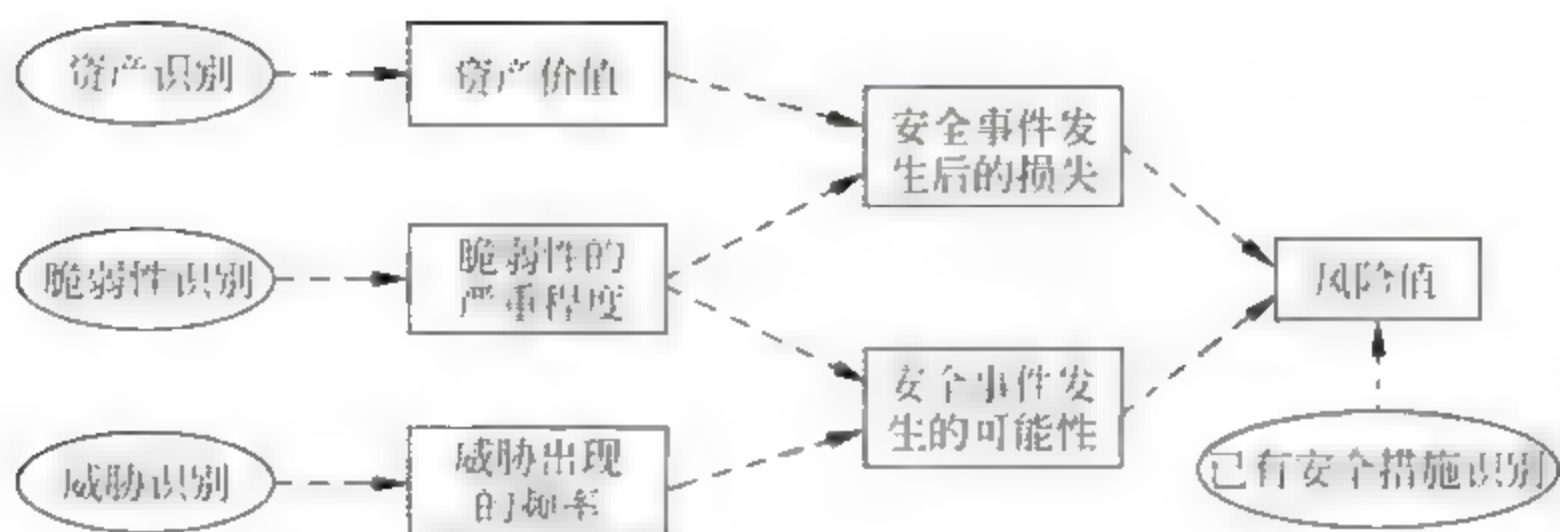 资产识别
资产价值
安全事件发
生后的损失
脆弱性识别
脆弱性的
严重程度
风险值
安全事件发
生的可能性
威胁识别
威胁出现
的频率
已有安全措施识别